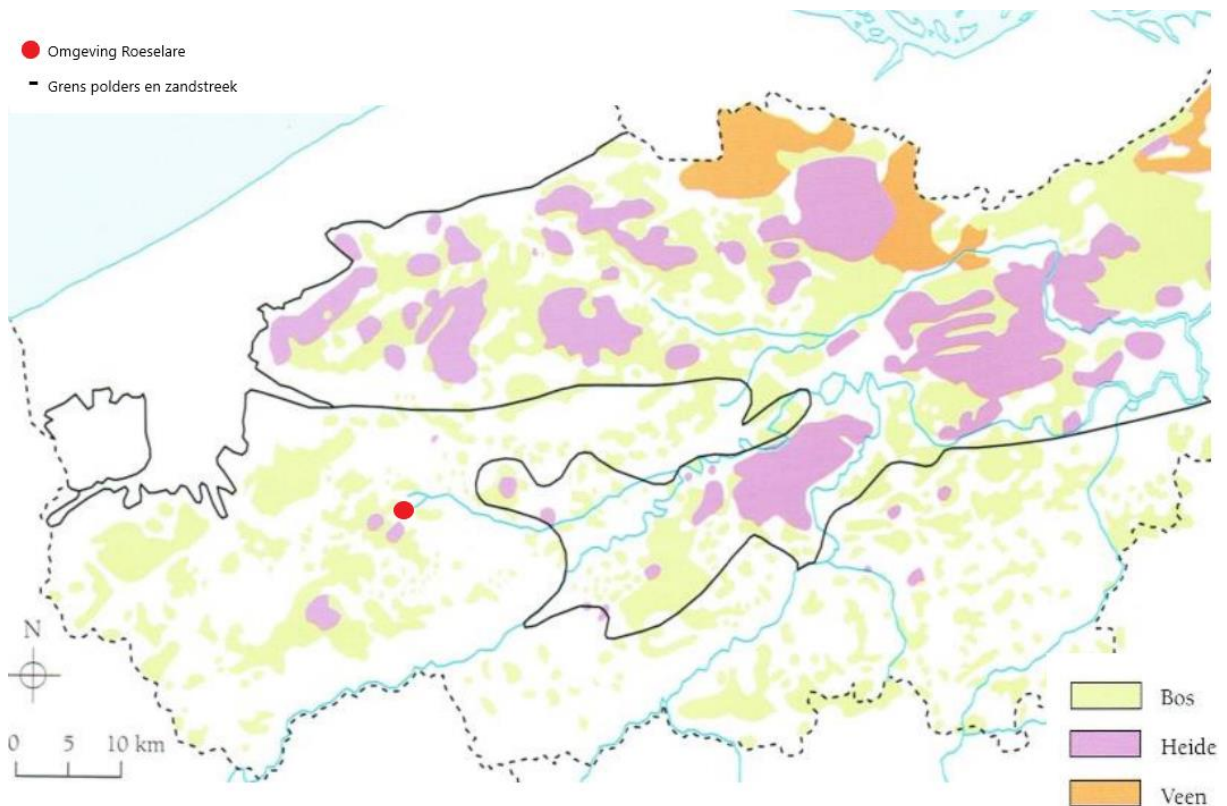 Omgeving Roeselare
Grens polders en zandstreek
N
0 5 10 km
Bos
Heide
Veen